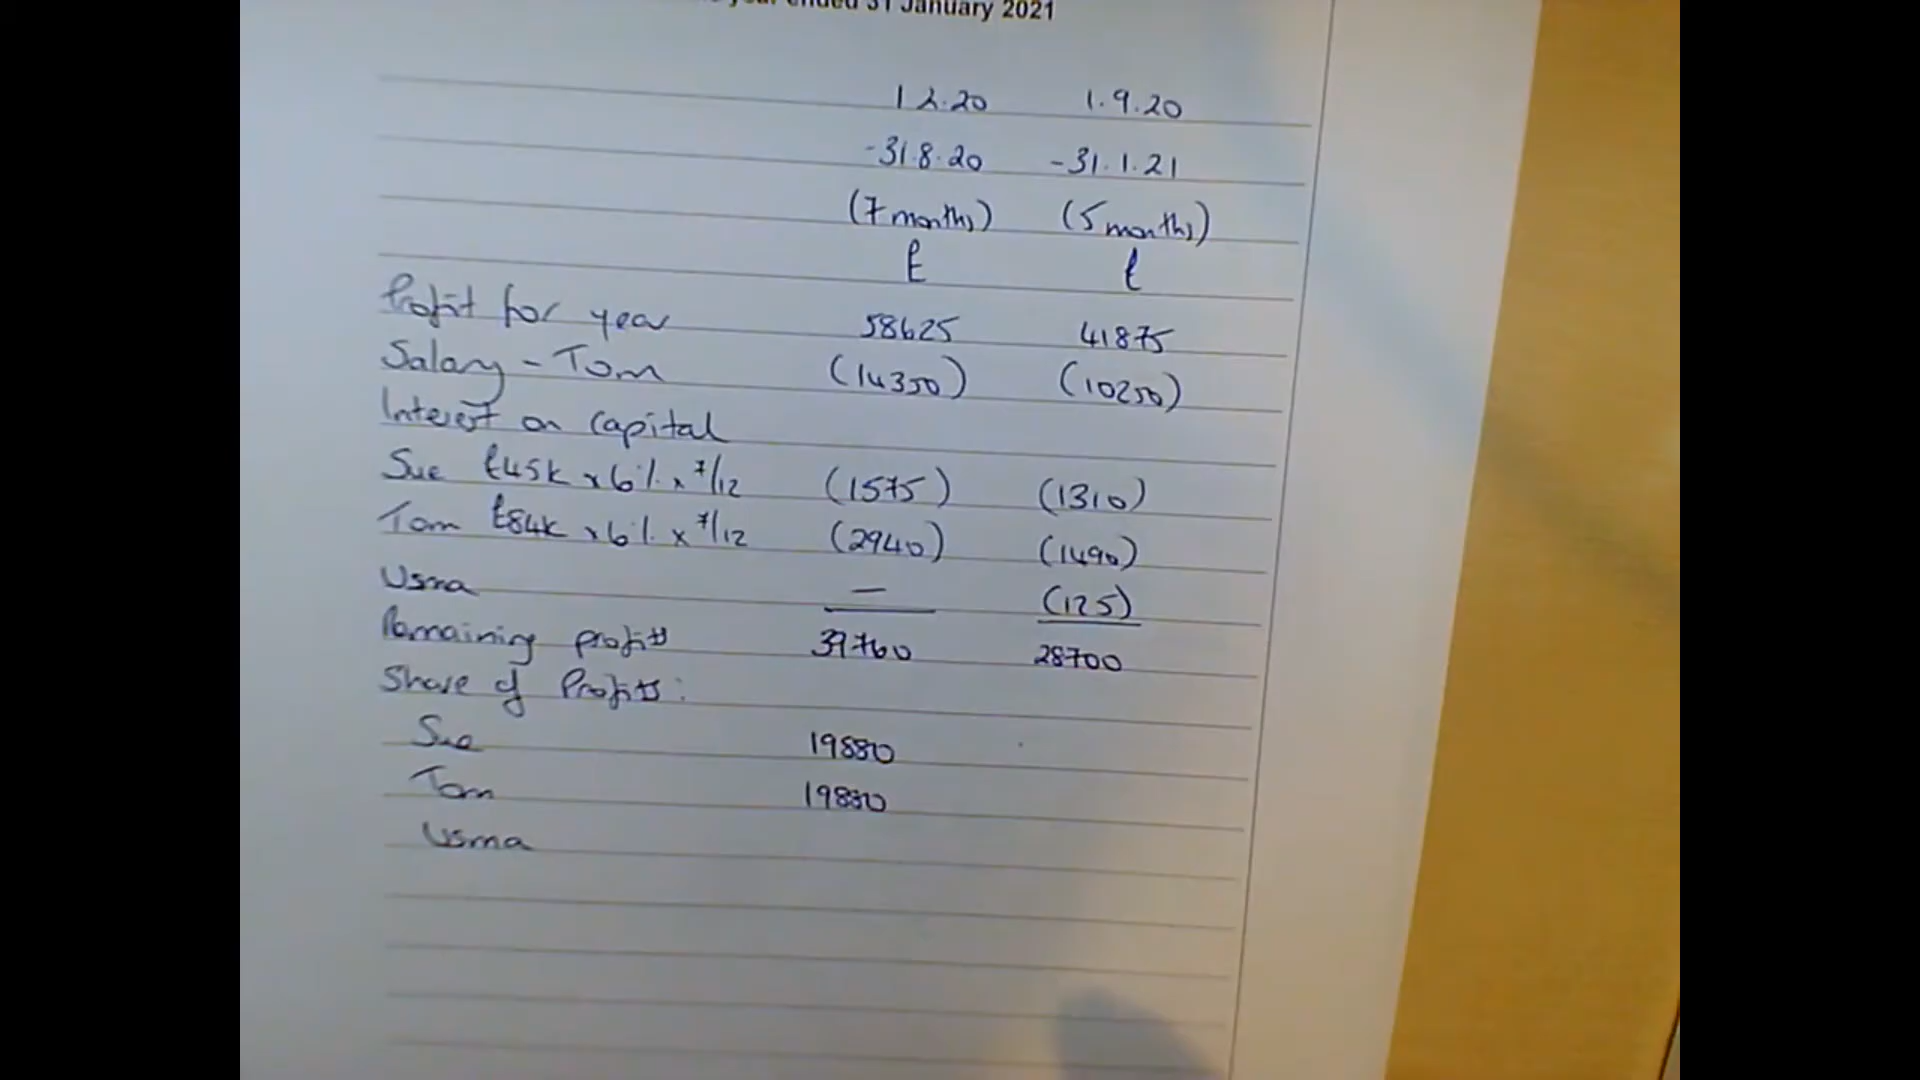 year ended 31 January 2021
1 2.20 1.9.20
-31.8.20 -31.1.21
(7 months) (5 months)
£ £
Profit for year 58625 41875
Salary - Tom (14350) (10250)
Interest on capital
Sue £45k x 6% x 7/12 (1575) (1310)
Tom £84k x 6% x 7/12 (2940) (1490)
Usma — (125)
Remaining profits 39760 28700
Share of Profits:
Sue 19880
Tom 19880
Usma